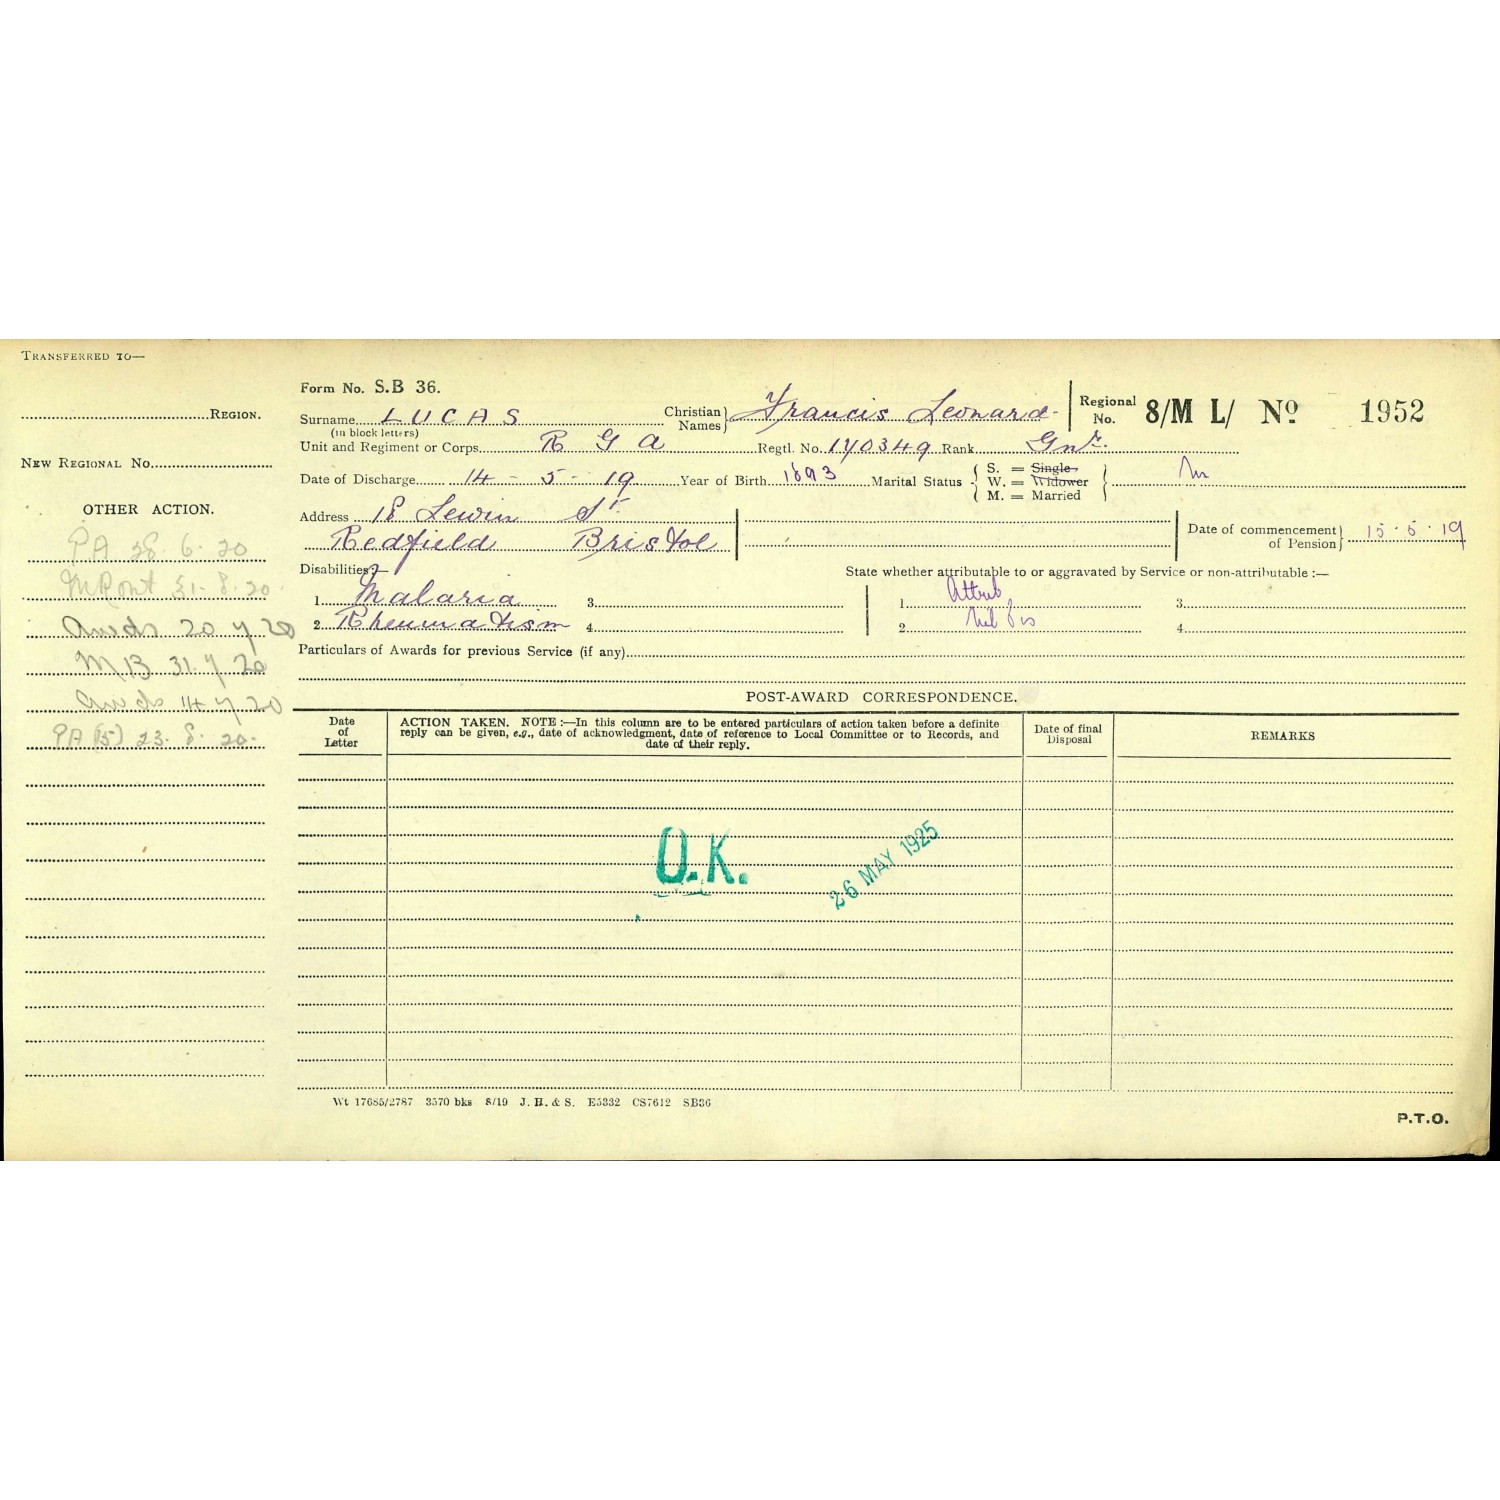 TRANSFERRED TO—
REGION.
NEW REGIONAL No.
OTHER ACTION.
PA 28. 6. 20
31. 8. 20.
Awds 20 7 20
MB 31. 7 20
Awds 14 7 20
PA (5) 23. 8. 20.
Form No. S.B 36.
Surname LUCAS Christian Names} Francis Leonard Regional No. 8/M L/ No 1952
(in block letters)
Unit and Regiment or Corps R G A Regtl. No. 140349 Rank Gnr.
Date of Discharge 14 - 5 - 19 Year of Birth 1893 Marital Status { S. = Single W. = Widower M. = Married } M
Address 18 Lewin St
Redfield Bristol Date of commencement of Pension} 15. 5. 19
Disabilities :— State whether attributable to or aggravated by Service or non-attributable :—
1 Malaria 3 1 Attrib 3
2 Rheumatism 4 2 Nil 4
Particulars of Awards for previous Service (if any)
POST-AWARD CORRESPONDENCE.
Date of Letter
ACTION TAKEN. NOTE :—In this column are to be entered particulars of action taken before a definite
reply can be given, e.g., date of acknowledgment, date of reference to Local Committee or to Records, and
date of their reply.
Date of final Disposal
REMARKS
O.K.
26 MAY 1925
Wt 17685/2787 3570 bks 8/19 J. H. & S. E5332 CS7612 SB36
P.T.O.